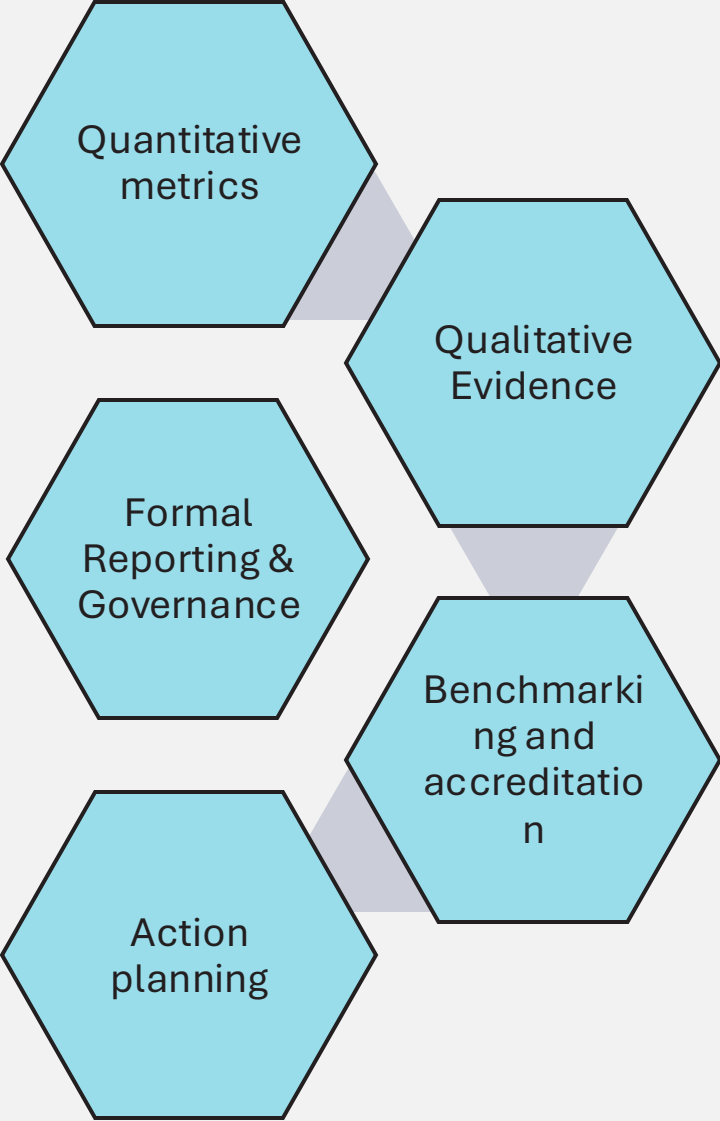 Quantitative
metrics
Qualitative
Evidence
Formal
Reporting &
Governance
Benchmarki
ng and
accreditatio
n
Action
planning